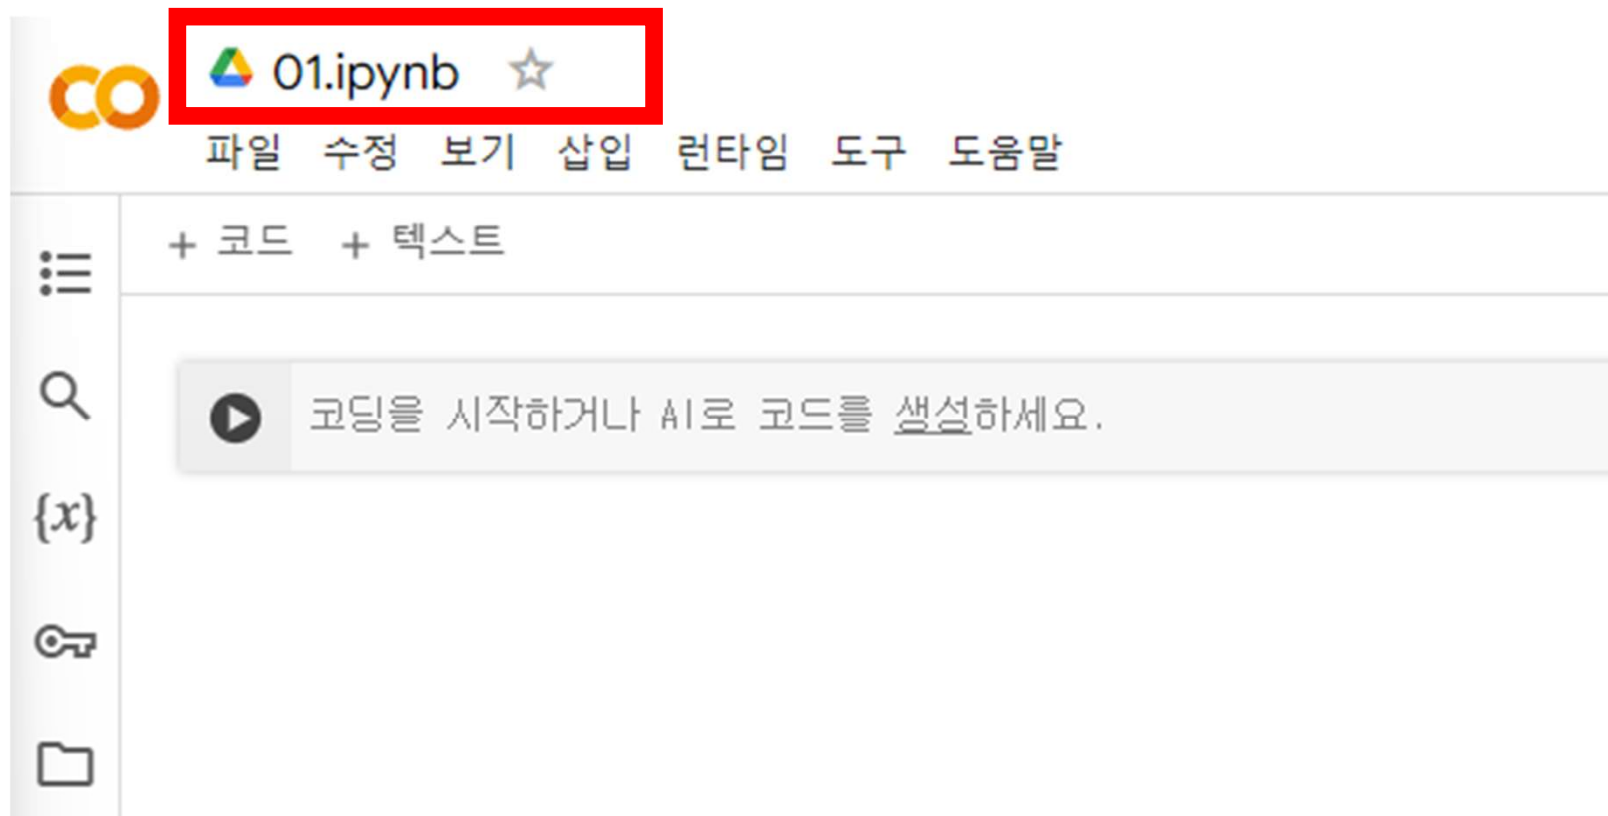 CO
01.ipynb
파일 수정 보기 삽입 런타임 도구 도움말
+ 코드 + 텍스트
코딩을 시작하거나 AI로 코드를 생성하세요.
{x}